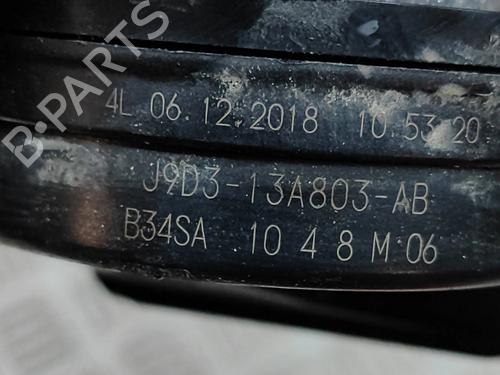 B·PARTS
4L 06.12.2018 10.53.20
J9D3-13A803-AB
B34SA 10 4 8 M 06